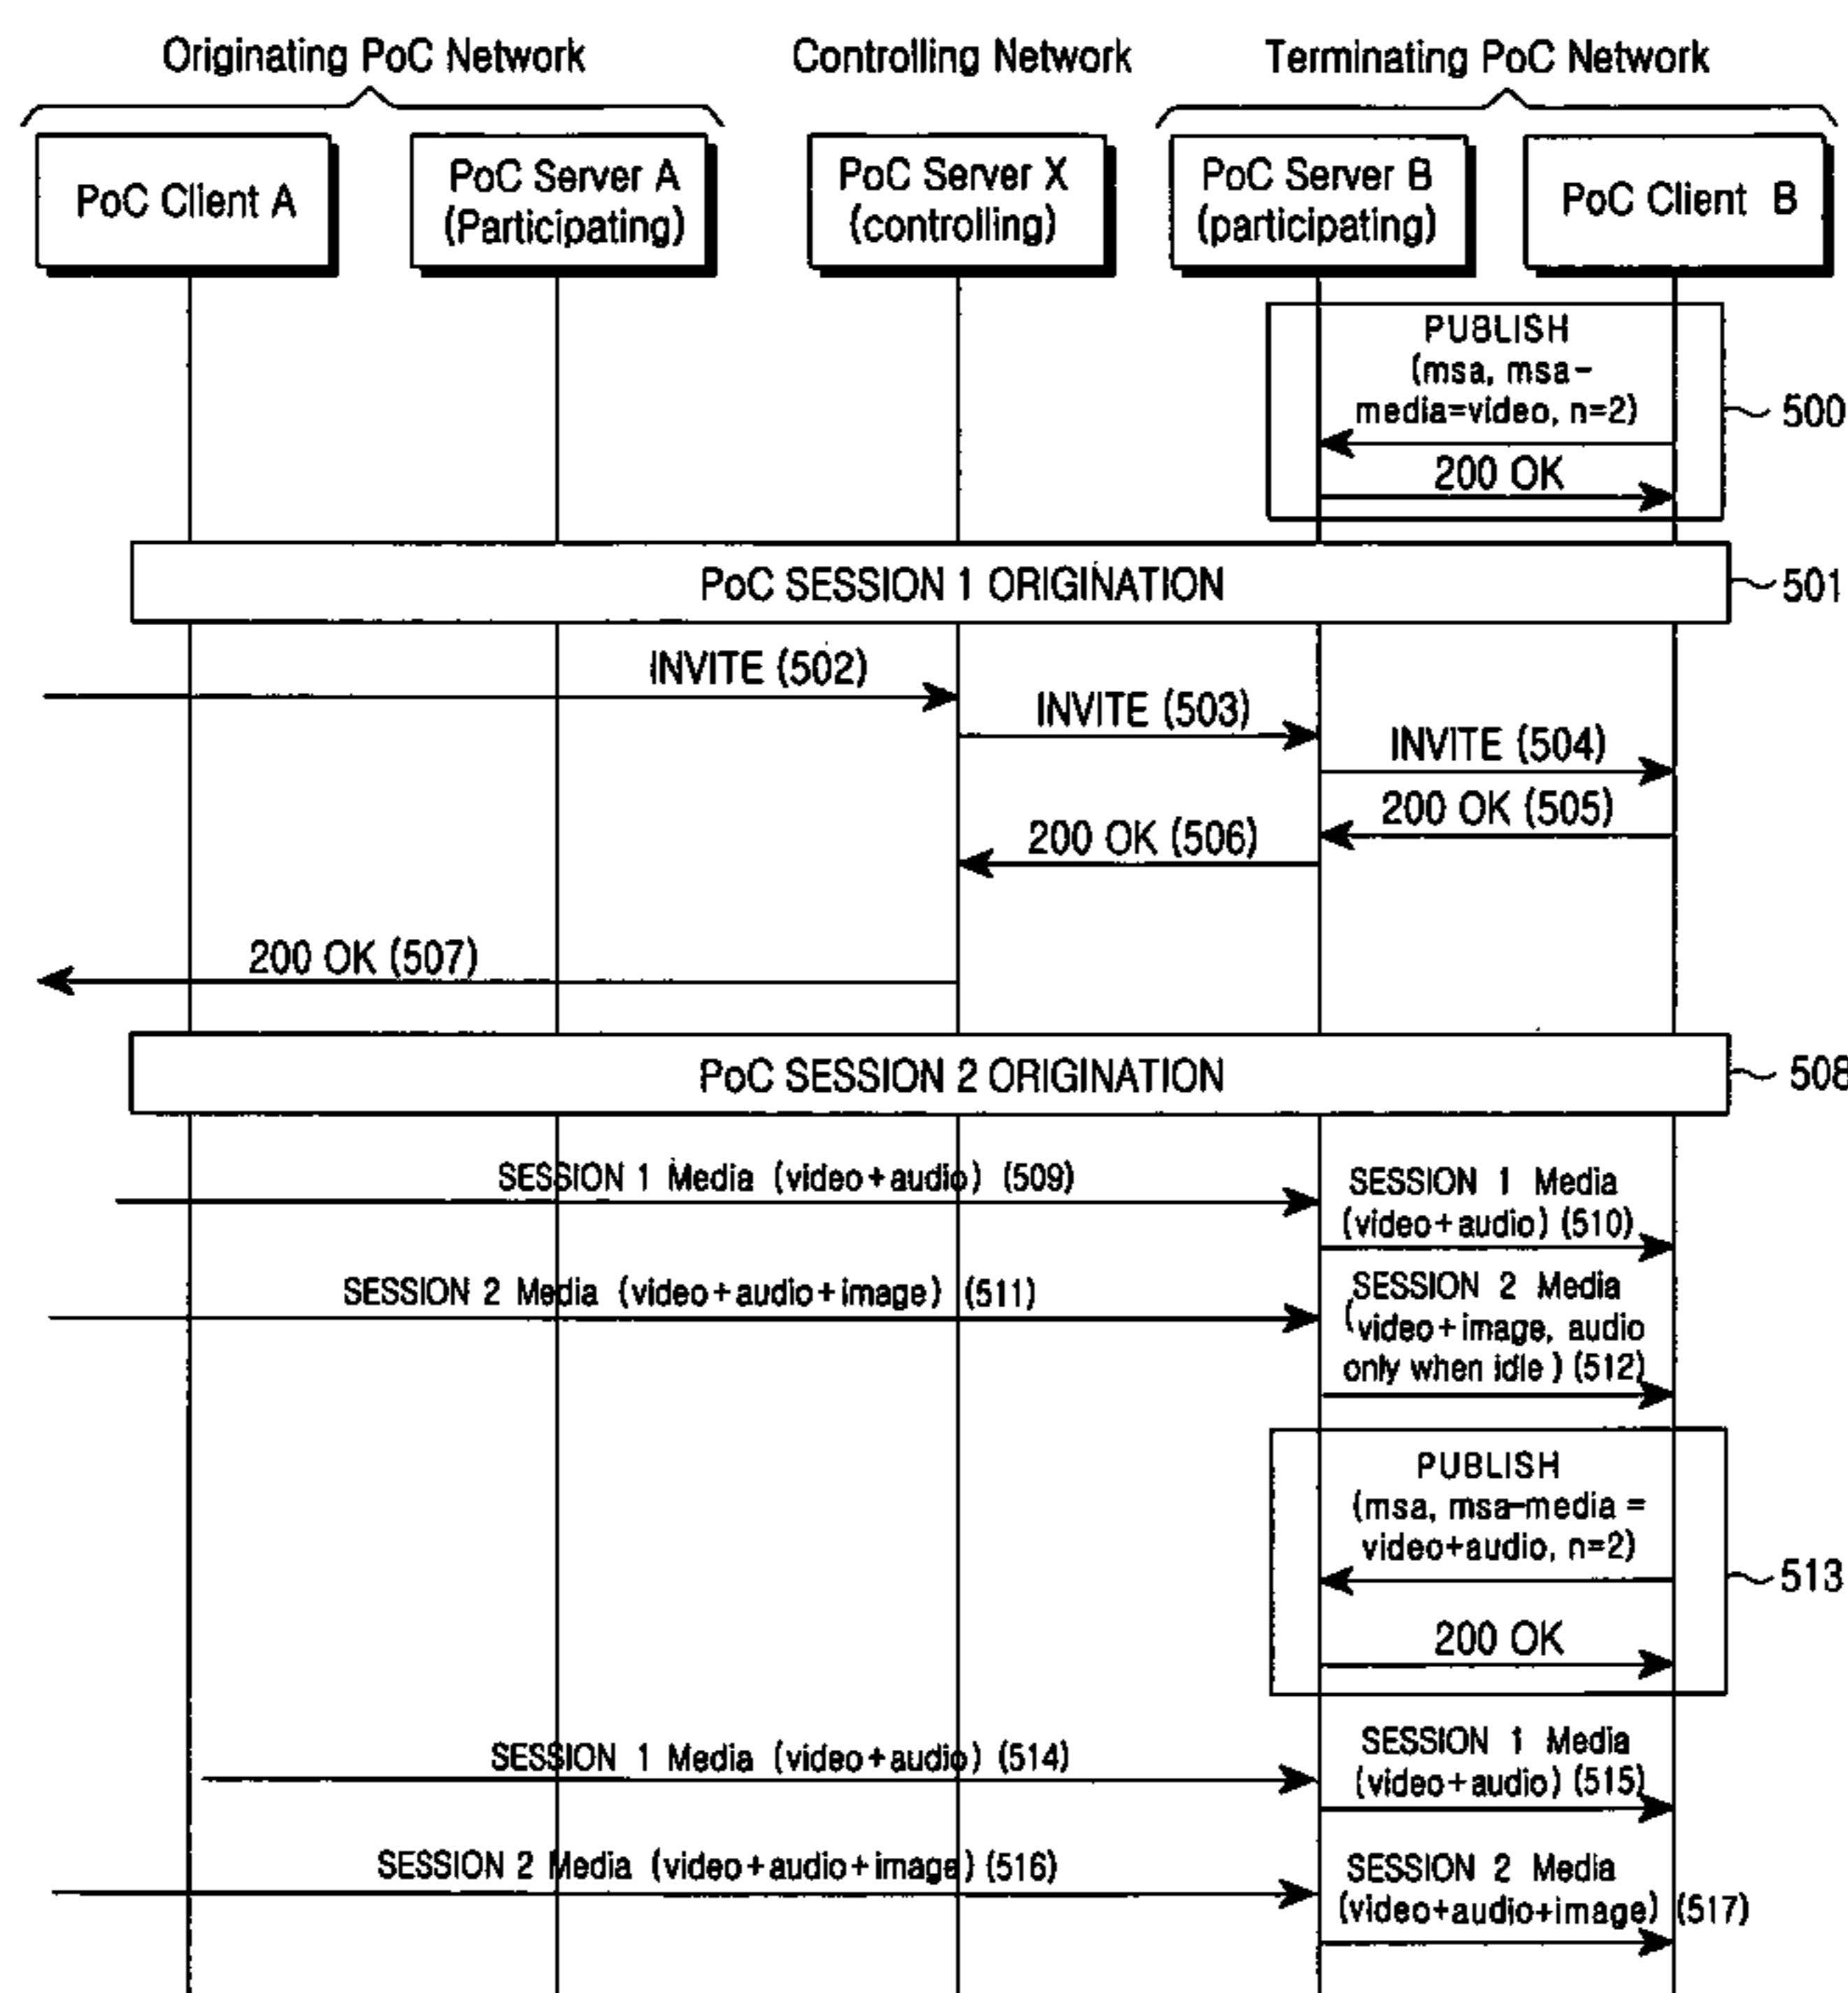 Originating PoC Network
Controlling Network
Terminating PoC Network
PoC Client A
PoC Server A
(Participating)
PoC Server X
(controlling)
PoC Server B
(participating)
PoC Client B
PUBLISH
(msa, msa-
media=video, n=2)
200 OK
500
PoC SESSION 1 ORIGINATION
501
INVITE (502)
INVITE (503)
INVITE (504)
200 OK (505)
200 OK (506)
200 OK (507)
PoC SESSION 2 ORIGINATION
508
SESSION 1 Media (video+audio) (509)
SESSION 1 Media
(video+audio) (510)
SESSION 2 Media (video+audio+image) (511)
SESSION 2 Media
(video+image, audio
only when idle ) (512)
PUBLISH
(msa, msa-media =
video+audio, n=2)
200 OK
513
SESSION 1 Media (video+audio) (514)
SESSION 1 Media
(video+audio) (515)
SESSION 2 Media (video+audio+image) (516)
SESSION 2 Media
(video+audio+image) (517)